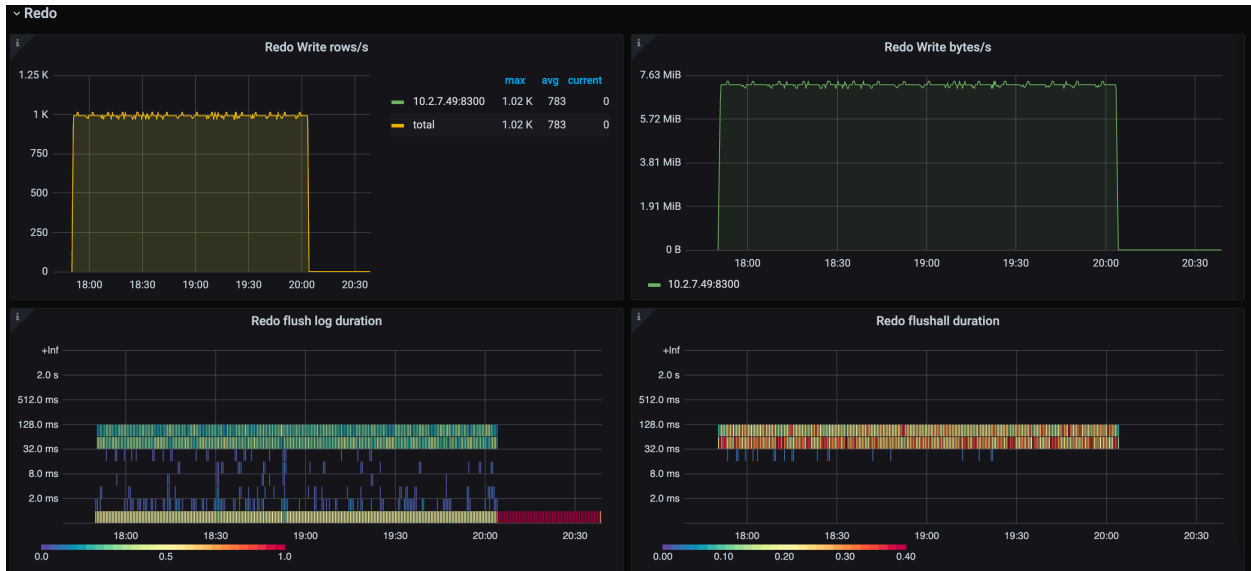 Redo
Redo Write rows/s
1.25 K
1 K
750
500
250
0
18:00 18:30 19:00 19:30 20:00 20:30
max avg current
10.2.7.49:8300 1.02 K 783 0
total 1.02 K 783 0
Redo Write bytes/s
7.63 MiB
5.72 MiB
3.81 MiB
1.91 MiB
0 B
18:00 18:30 19:00 19:30 20:00 20:30
10.2.7.49:8300
Redo flush log duration
+Inf
2.0 s
512.0 ms
128.0 ms
32.0 ms
8.0 ms
2.0 ms
18:00 18:30 19:00 19:30 20:00 20:30
0.0 0.5 1.0
Redo flushall duration
+Inf
2.0 s
512.0 ms
128.0 ms
32.0 ms
8.0 ms
2.0 ms
18:00 18:30 19:00 19:30 20:00 20:30
0.00 0.10 0.20 0.30 0.40